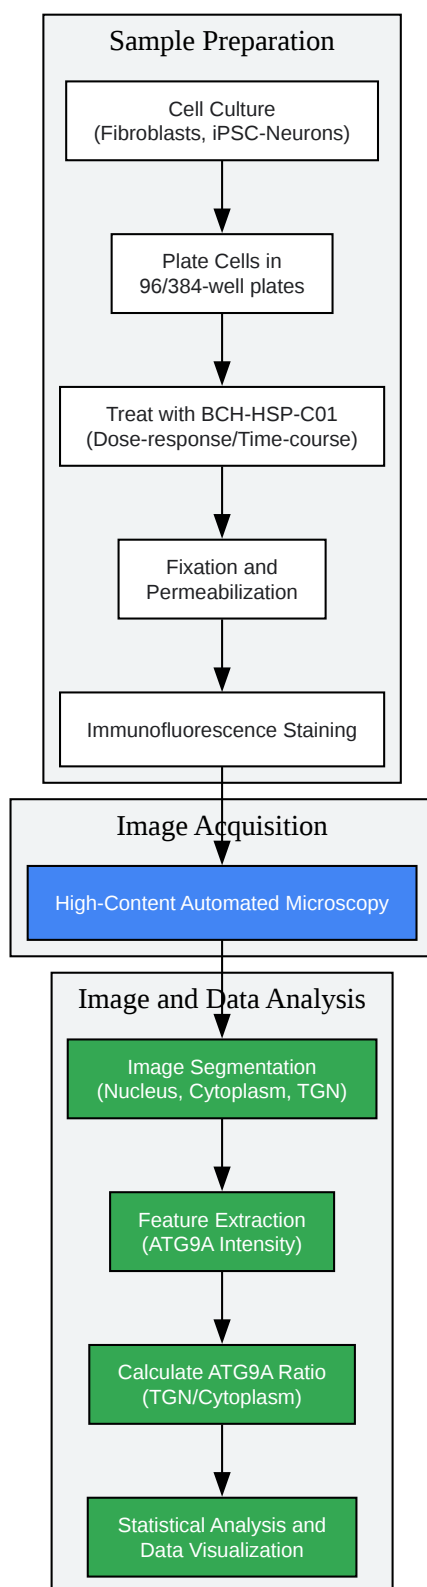 Sample Preparation
Cell Culture
(Fibroblasts, iPSC-Neurons)
Plate Cells in
96/384-well plates
Treat with BCH-HSP-C01
(Dose-response/Time-course)
Fixation and
Permeabilization
Immunofluorescence Staining
Image Acquisition
High-Content Automated Microscopy
Image and Data Analysis
Image Segmentation
(Nucleus, Cytoplasm, TGN)
Feature Extraction
(ATG9A Intensity)
Calculate ATG9A Ratio
(TGN/Cytoplasm)
Statistical Analysis and
Data Visualization